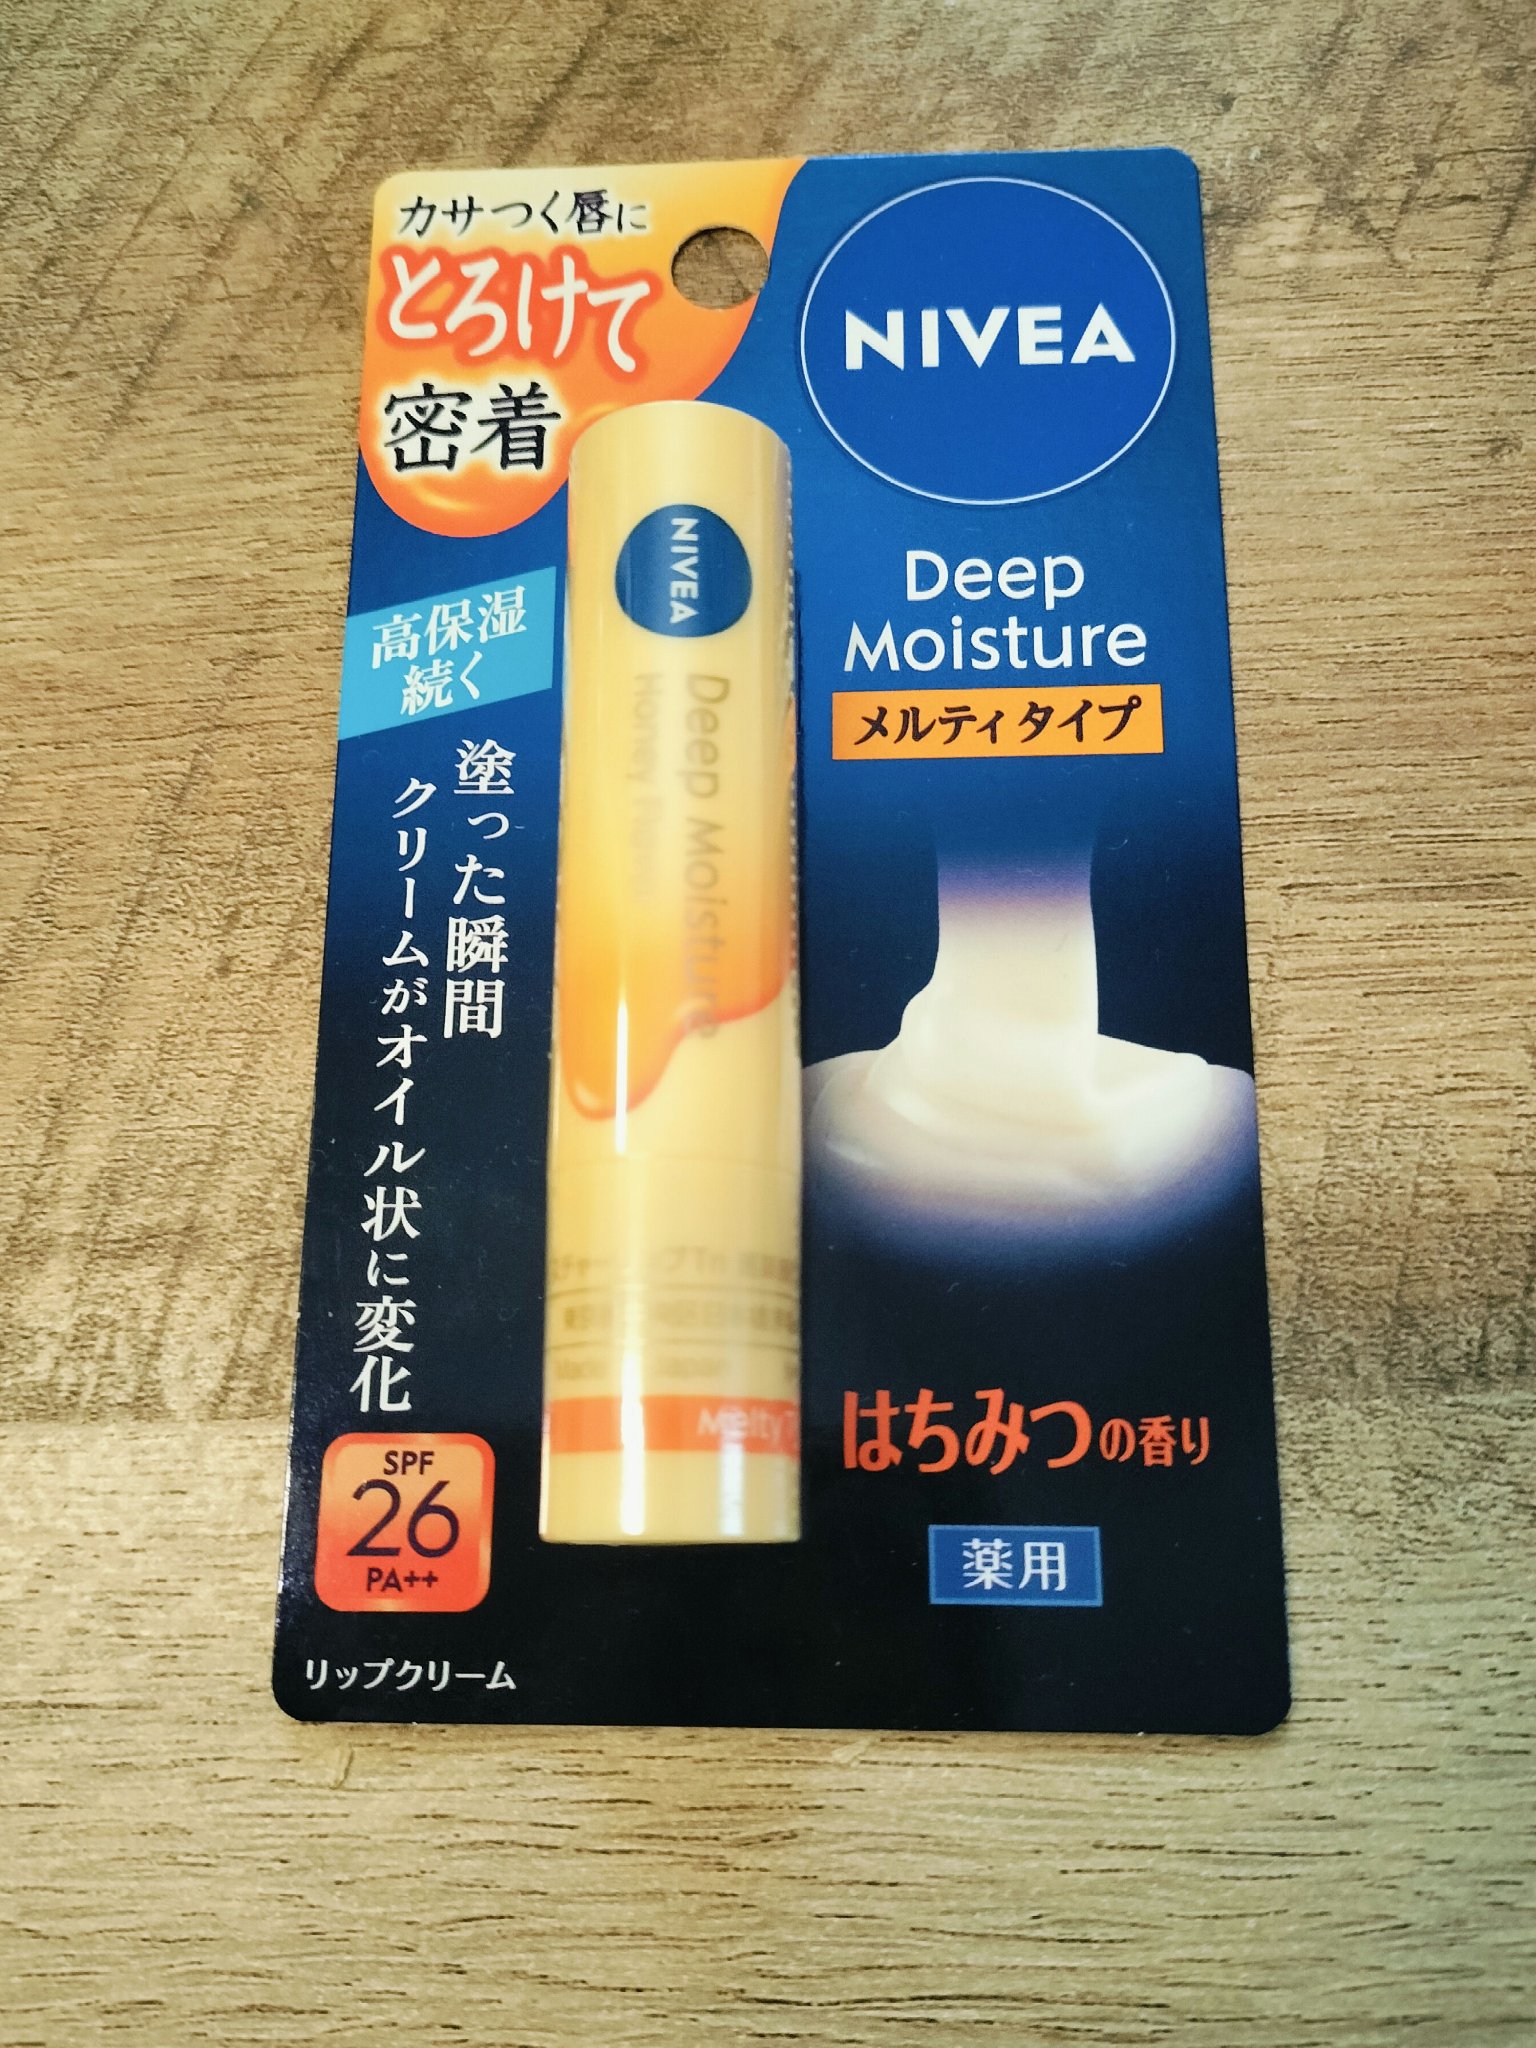 カサつく唇に
とろけて
密着
NIVEA
Deep
Moisture
メルティタイプ
高保湿
続く
塗った瞬間
クリームがオイル状に変化
NIVEA
Deep Moisture
Honey
Melty
はちみつの香り
薬用
SPF
26
PA++
リップクリーム